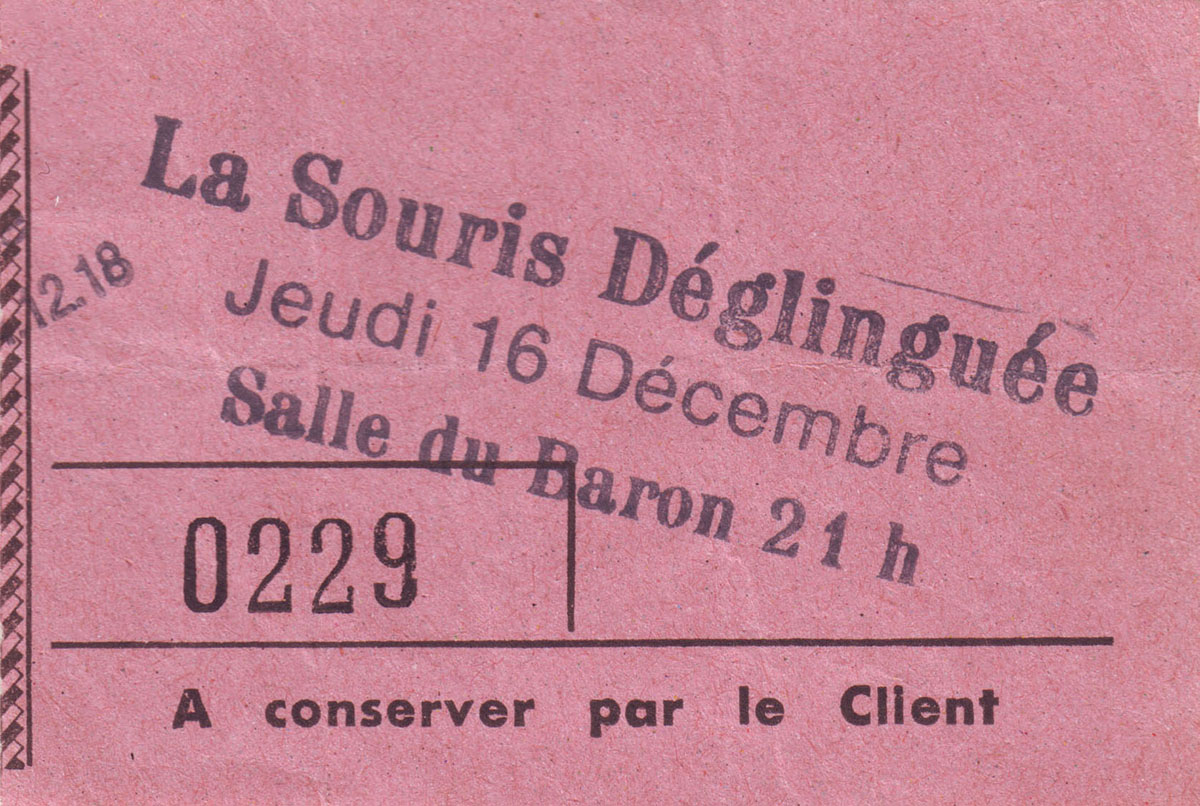 La Souris Déglinguée
12.18
Jeudi 16 Décembre
Salle du Baron 21 h
0229
A conserver par le Client